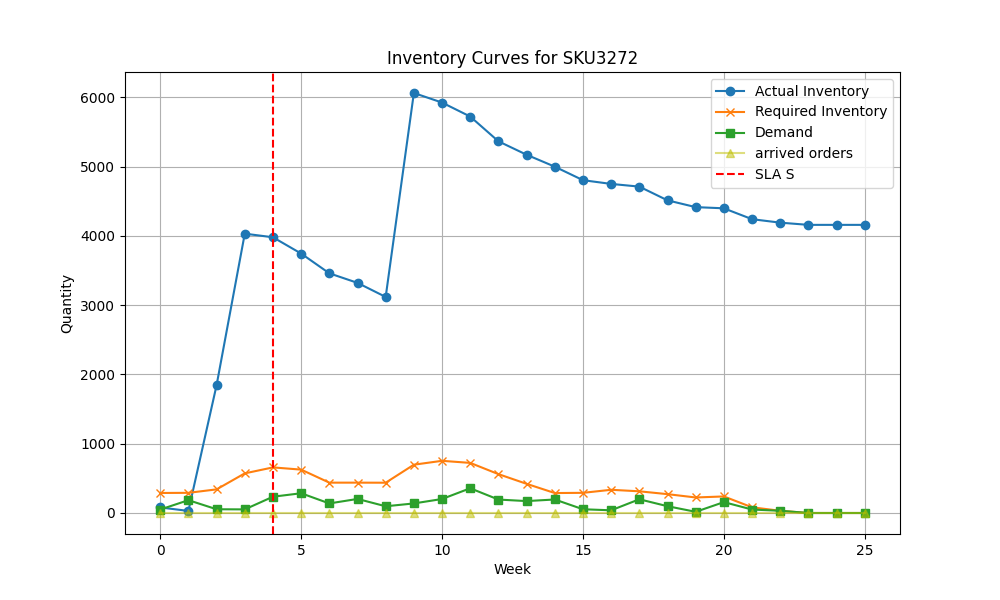 Inventory Curves for SKU3272
Actual Inventory
Required Inventory
Demand
arrived orders
SLA S
Quantity
6000
5000
4000
3000
2000
1000
0
0 5 10 15 20 25
Week